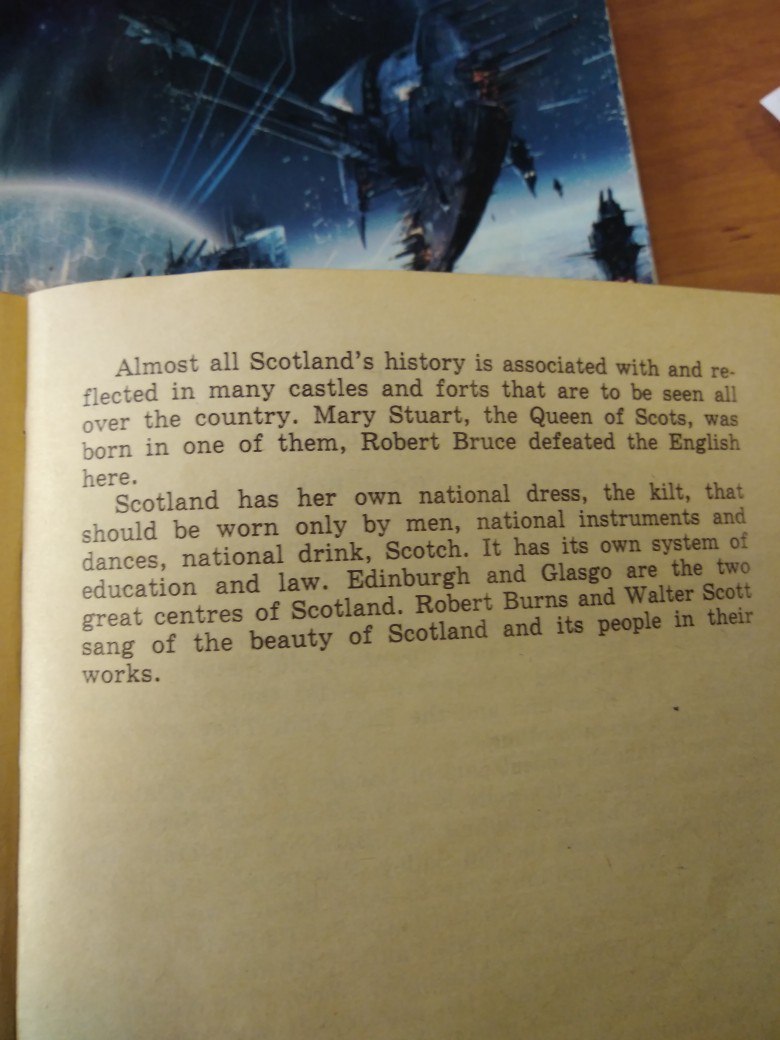 Almost all Scotland's history is associated with and re-
flected in many castles and forts that are to be seen all
over the country. Mary Stuart, the Queen of Scots, was
born in one of them, Robert Bruce defeated the English
here.
Scotland has her own national dress, the kilt, that
should be worn only by men, national instruments and
dances, national drink, Scotch. It has its own system of
education and law. Edinburgh and Glasgo are the two
great centres of Scotland. Robert Burns and Walter Scott
sang of the beauty of Scotland and its people in their
works.